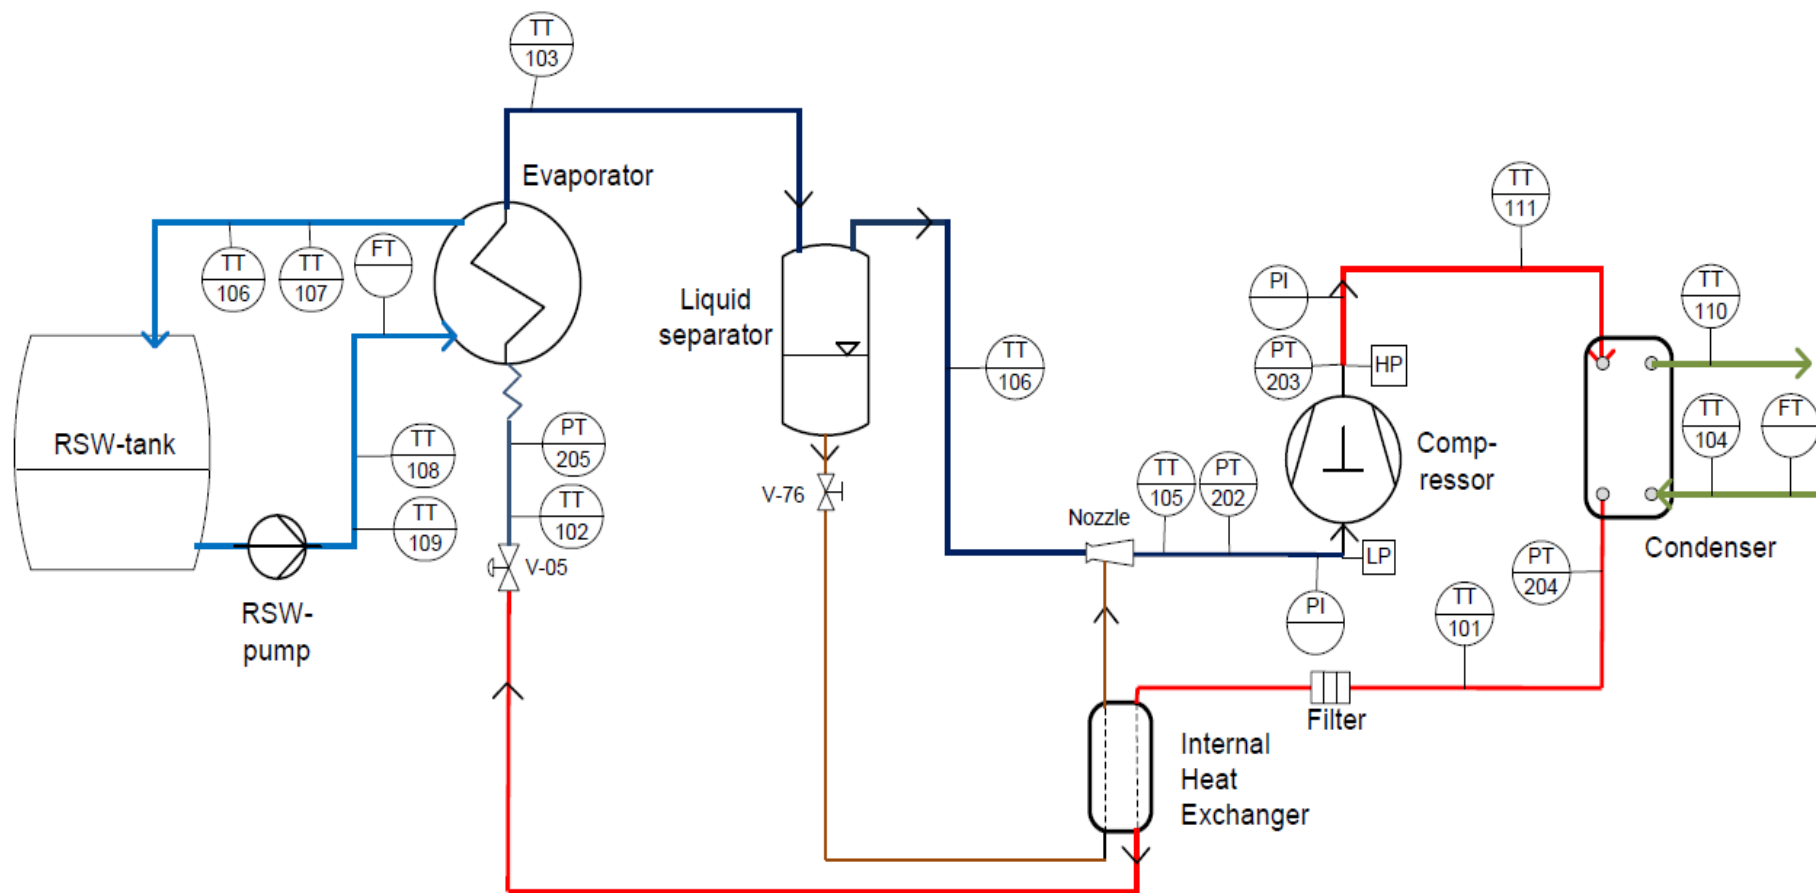 TT
103
Evaporator
TT
111
TT
106
TT
107
FT
PI
TT
110
Liquid
separator
TT
106
PT
203
HP
TT
104
FT
RSW-tank
TT
108
PT
205
Comp-
ressor
V-76
TT
105
PT
202
TT
109
TT
102
Nozzle
LP
Condenser
V-05
PT
204
RSW-
pump
PI
TT
101
Filter
Internal
Heat
Exchanger